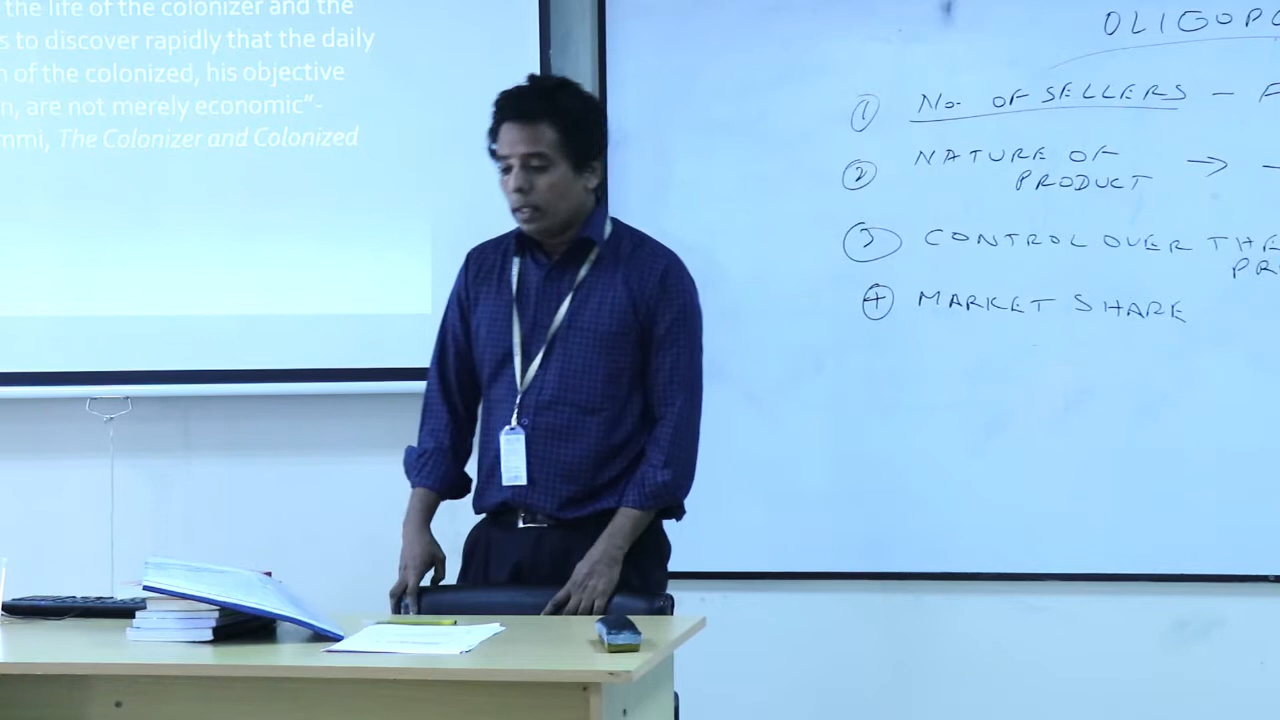 the life of the colonizer and the
s to discover rapidly that the daily
n of the colonized, his objective
n, are not merely economic"-
mmi, The Colonizer and Colonized
OLIGOPO
① No. OF SELLERS - F
② NATURE OF → -
PRODUCT
③ CONTROL OVER THE
PRI
④ MARKET SHARE